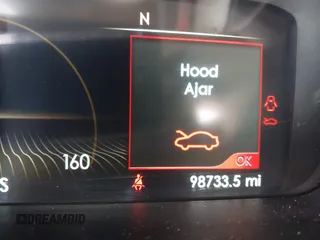 N
Hood
Ajar
160
OK
S
98733.5 mi
DREAMBID